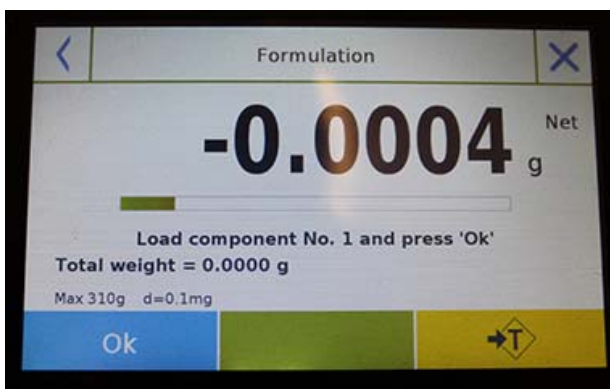 Formulation
Net
-0.0004 g
Load component No. 1 and press 'Ok'
Total weight = 0.0000 g
Max 310g d=0.1mg
Ok
→T